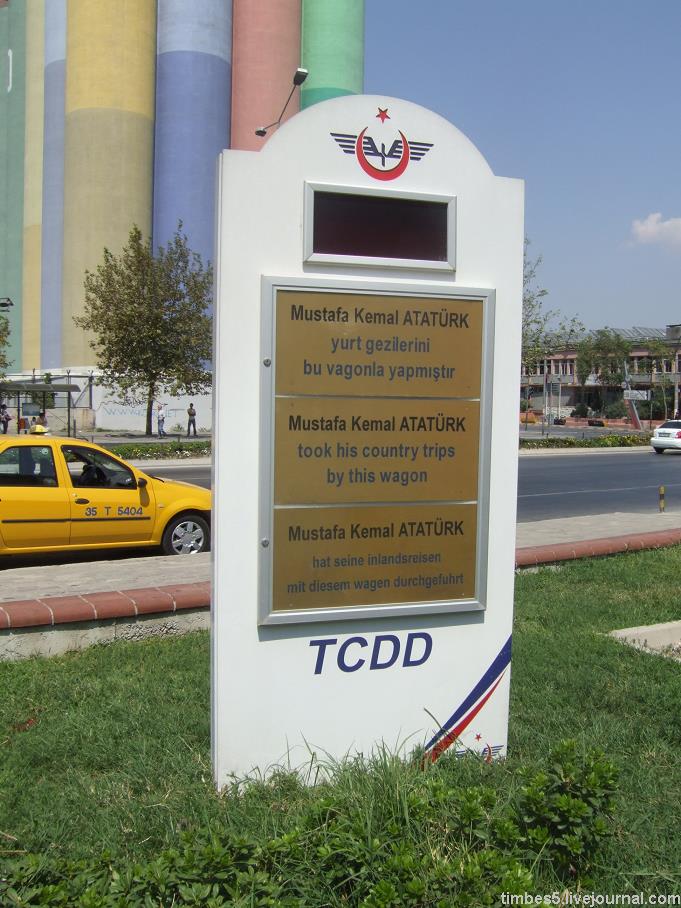 Mustafa Kemal ATATÜRK
yurt gezilerini
bu vagonla yapmıştır
Mustafa Kemal ATATÜRK
took his country trips
by this wagon
Mustafa Kemal ATATÜRK
hat seine inlandsreisen
mit diesem wagen durchgefuhrt
TCDD
35 T 5404
timbes5.livejournal.com